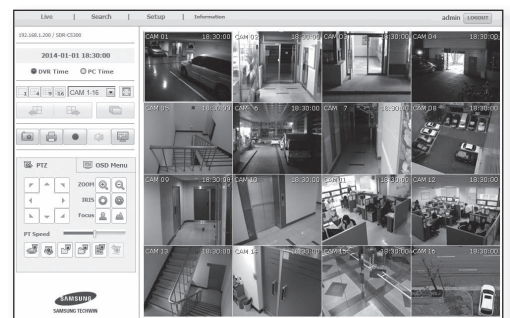 Live | Search | Setup | Information
admin LOGOUT
192.168.1.200 / SDR-C5300
2014-01-01 18:30:00
DVR Time PC Time
1 4 9 16 CAM 1-16
PTZ OSD Menu
ZOOM
IRIS
Focus
PT Speed
SAMSUNG
SAMSUNG TECHWIN
CAM 01 18:30:00 CAM 02 18:30:00 CAM 03 18:30:00 CAM 04 18:30:00
CAM 05 18:30:00 CAM 6 18:30:00 CAM 7 18:30:00 CAM 08 18:30:00
CAM 09 18:30:00 CAM 10 18:30:00 CAM 11 18:30:00 CAM 12 18:30:00
CAM 13 18:30:00 CAM 14 18:30:00 CAM 15 18:30:00 CAM 16 18:30:00